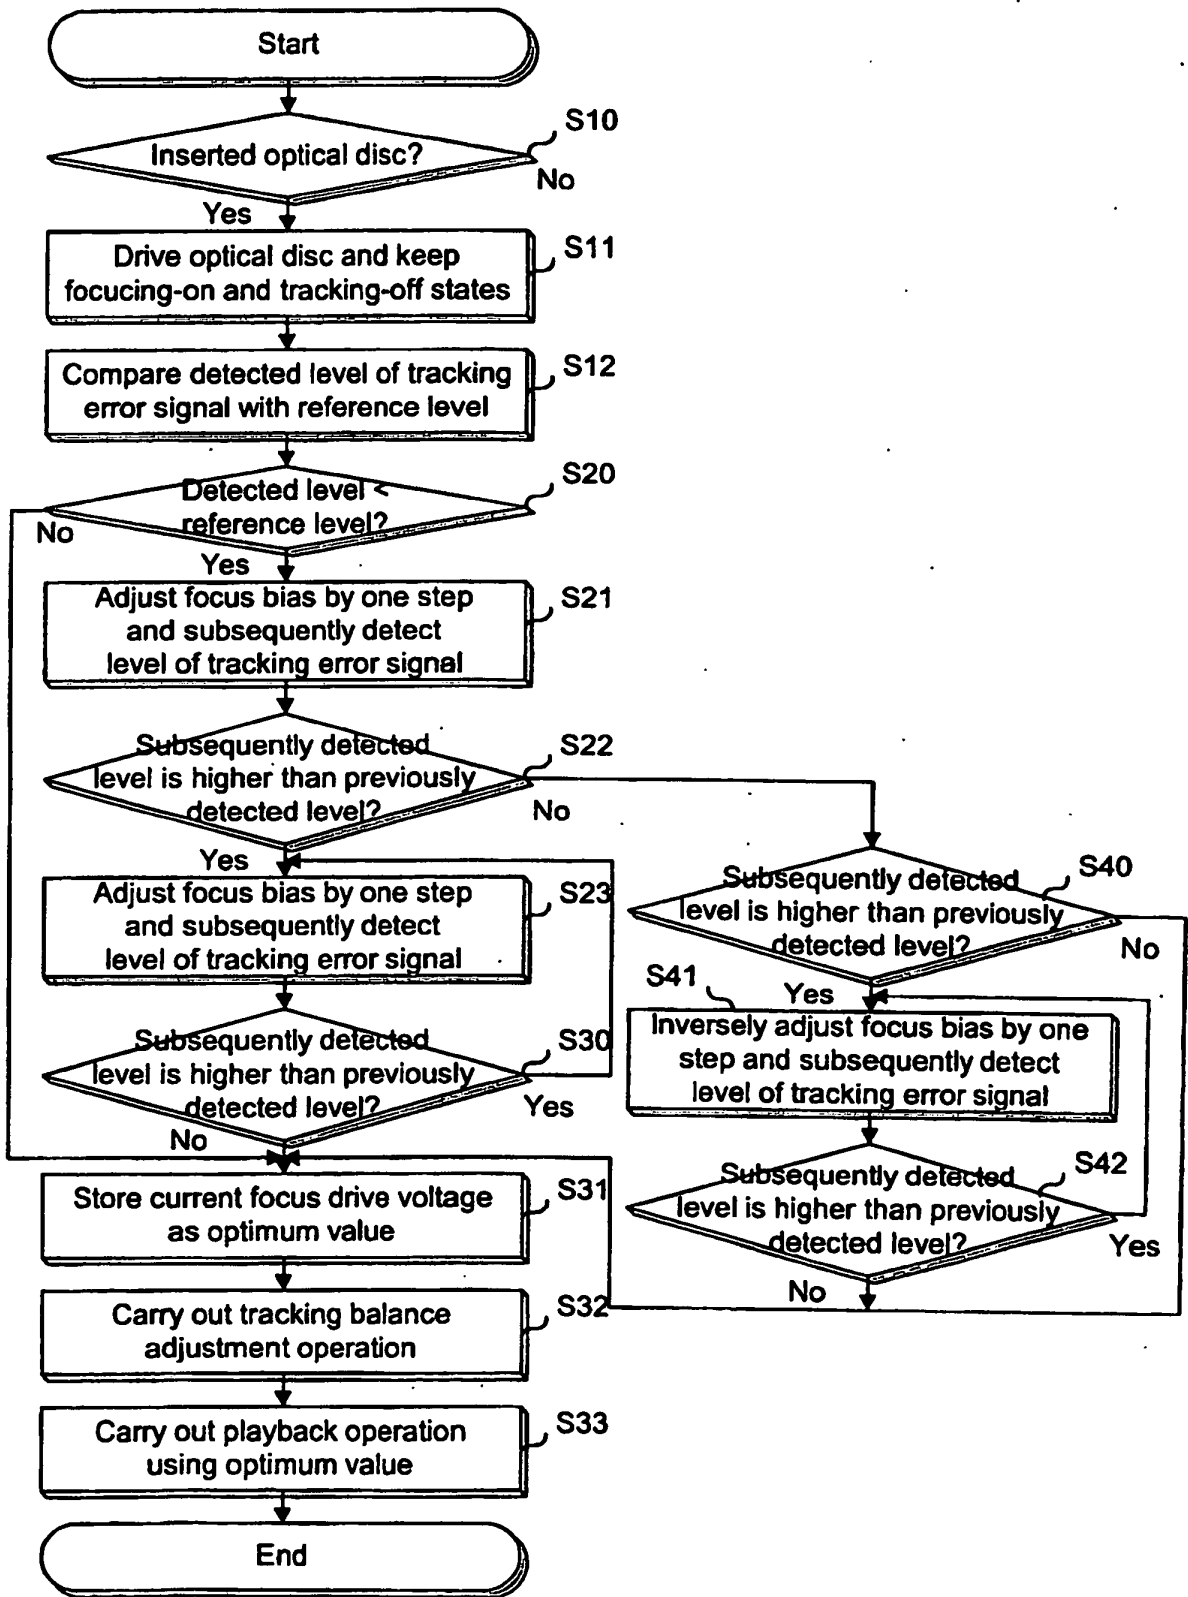 Start
S10
Inserted optical disc?
No
Yes
S11
Drive optical disc and keep
focucing-on and tracking-off states
S12
Compare detected level of tracking
error signal with reference level
S20
Detected level <
reference level?
No
Yes
S21
Adjust focus bias by one step
and subsequently detect
level of tracking error signal
S22
Subsequently detected
level is higher than previously
detected level?
No
Yes
S23
Adjust focus bias by one step
and subsequently detect
level of tracking error signal
S30
Subsequently detected
level is higher than previously
detected level?
Yes
No
S40
Subsequently detected
level is higher than previously
detected level?
No
Yes
S41
Inversely adjust focus bias by one
step and subsequently detect
level of tracking error signal
S42
Subsequently detected
level is higher than previously
detected level?
Yes
No
S31
Store current focus drive voltage
as optimum value
S32
Carry out tracking balance
adjustment operation
S33
Carry out playback operation
using optimum value
End